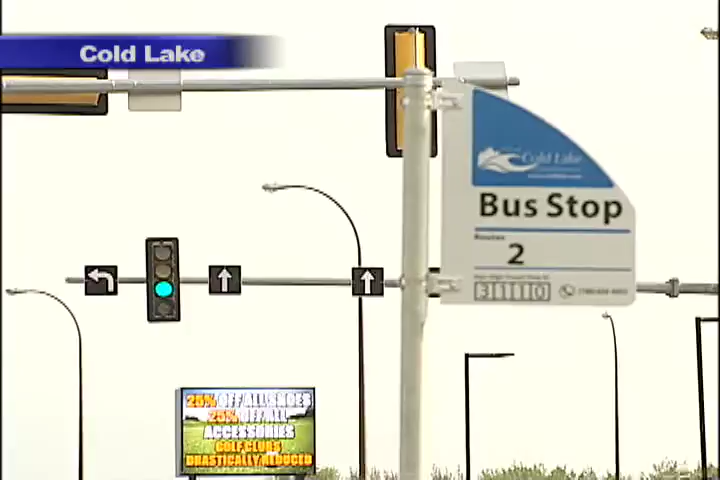 Cold Lake
Cold Lake
Bus Stop
Routes
2
3110
25% OFF ALL SHOES
25% OFF ALL
ACCESSORIES
GOLF CLUBS
DRASTICALLY REDUCED